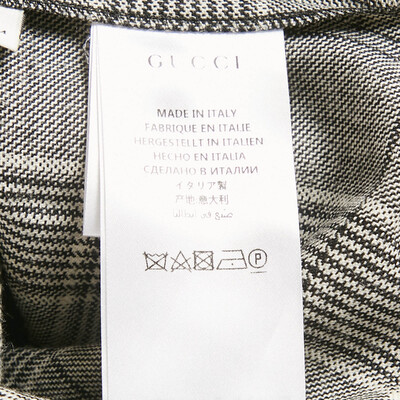 GUCCI
MADE IN ITALY
FABRIQUE EN ITALIE
HERGESTELLT IN ITALIEN
HECHO EN ITALIA
СДЕЛАНО В ИТАЛИИ
イタリア製
产地:意大利
صنع في إيطاليا
P